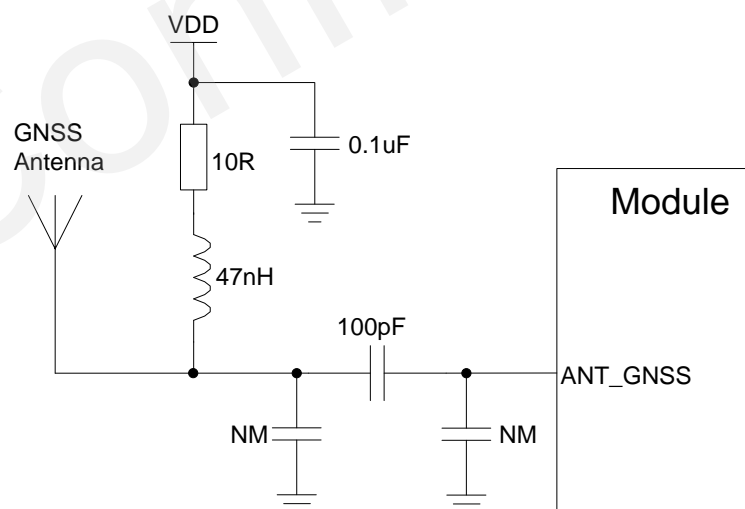 VDD
GNSS
Antenna
10R
0.1uF
Module
47nH
100pF
ANT_GNSS
NM
NM